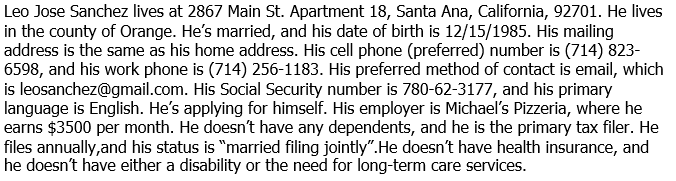 Leo Jose Sanchez lives at 2867 Main St. Apartment 18, Santa Ana, California, 92701. He lives
in the county of Orange. He’s married, and his date of birth is 12/15/1985. His mailing
address is the same as his home address. His cell phone (preferred) number is (714) 823-
6598, and his work phone is (714) 256-1183. His preferred method of contact is email, which
is leosanchez@gmail.com. His Social Security number is 780-62-3177, and his primary
language is English. He’s applying for himself. His employer is Michael’s Pizzeria, where he
earns $3500 per month. He doesn’t have any dependents, and he is the primary tax filer. He
files annually,and his status is “married filing jointly”.He doesn’t have health insurance, and
he doesn’t have either a disability or the need for long-term care services.